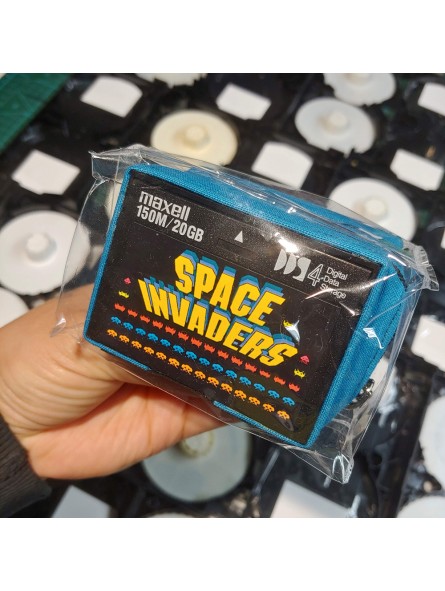 maxell
150M/20GB
DDS4
Digital
Data
Storage
SPACE
INVADERS